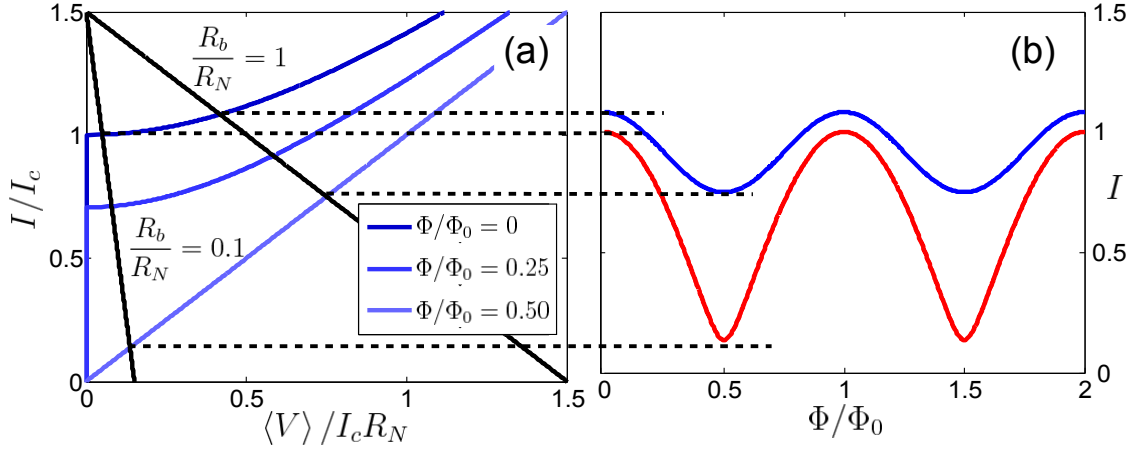 1.5
1
0.5
0
I/I_c
R_b/R_N = 1
R_b/R_N = 0.1
(a)
Φ/Φ_0 = 0
Φ/Φ_0 = 0.25
Φ/Φ_0 = 0.50
0 0.5 1 1.5
⟨V⟩/I_c R_N
(b)
1.5
1
I
0.5
0
0 0.5 1 1.5 2
Φ/Φ_0